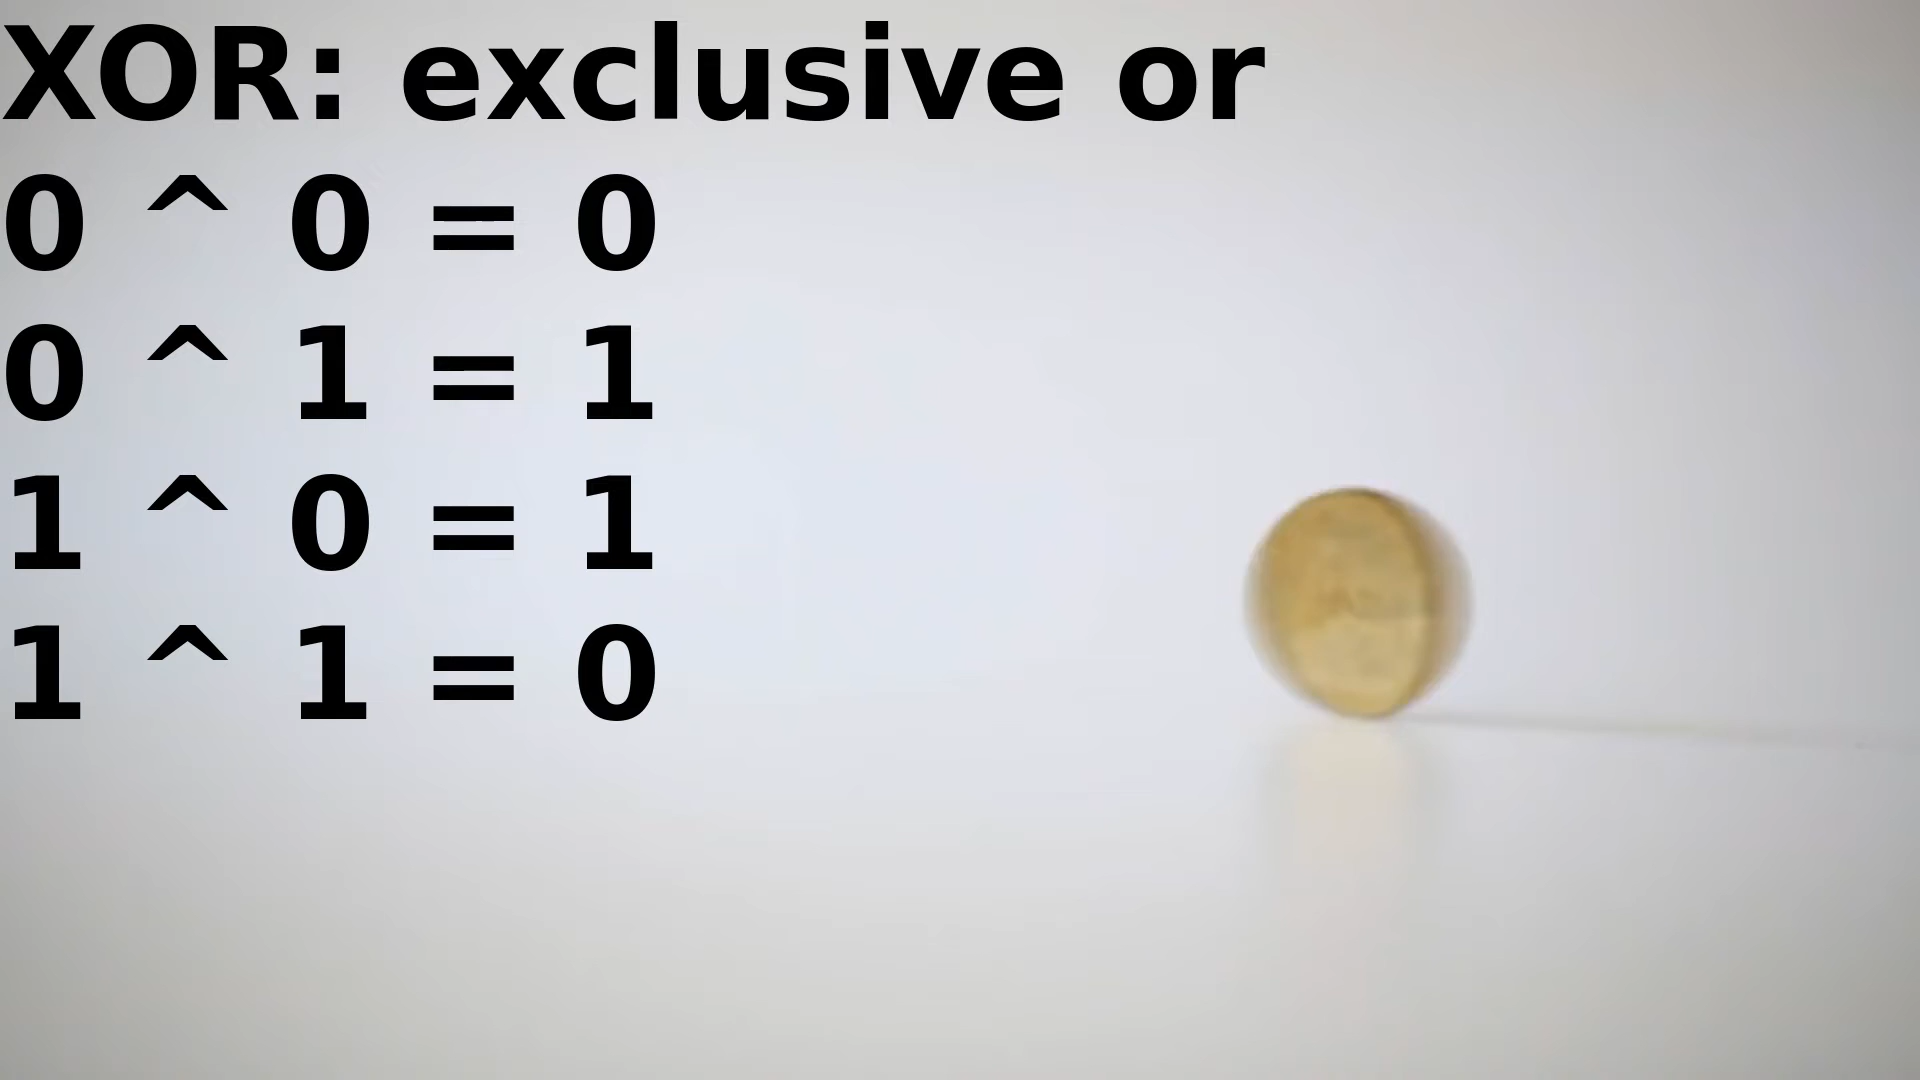 XOR: exclusive or
0 ^ 0 = 0
0 ^ 1 = 1
1 ^ 0 = 1
1 ^ 1 = 0